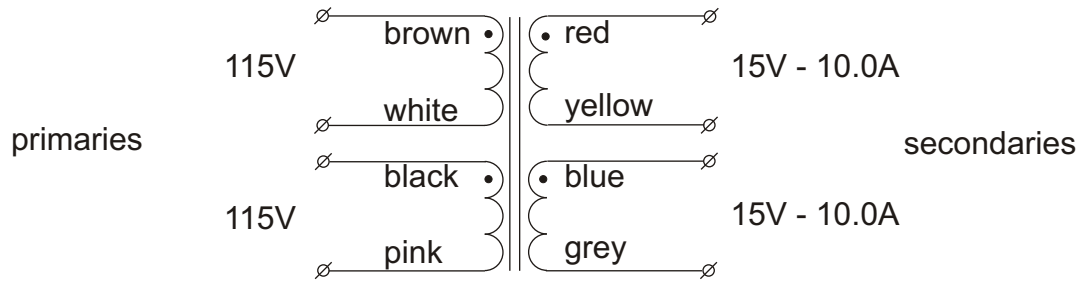 brown
red
115V
15V - 10.0A
white
yellow
primaries
secondaries
black
blue
115V
15V - 10.0A
pink
grey